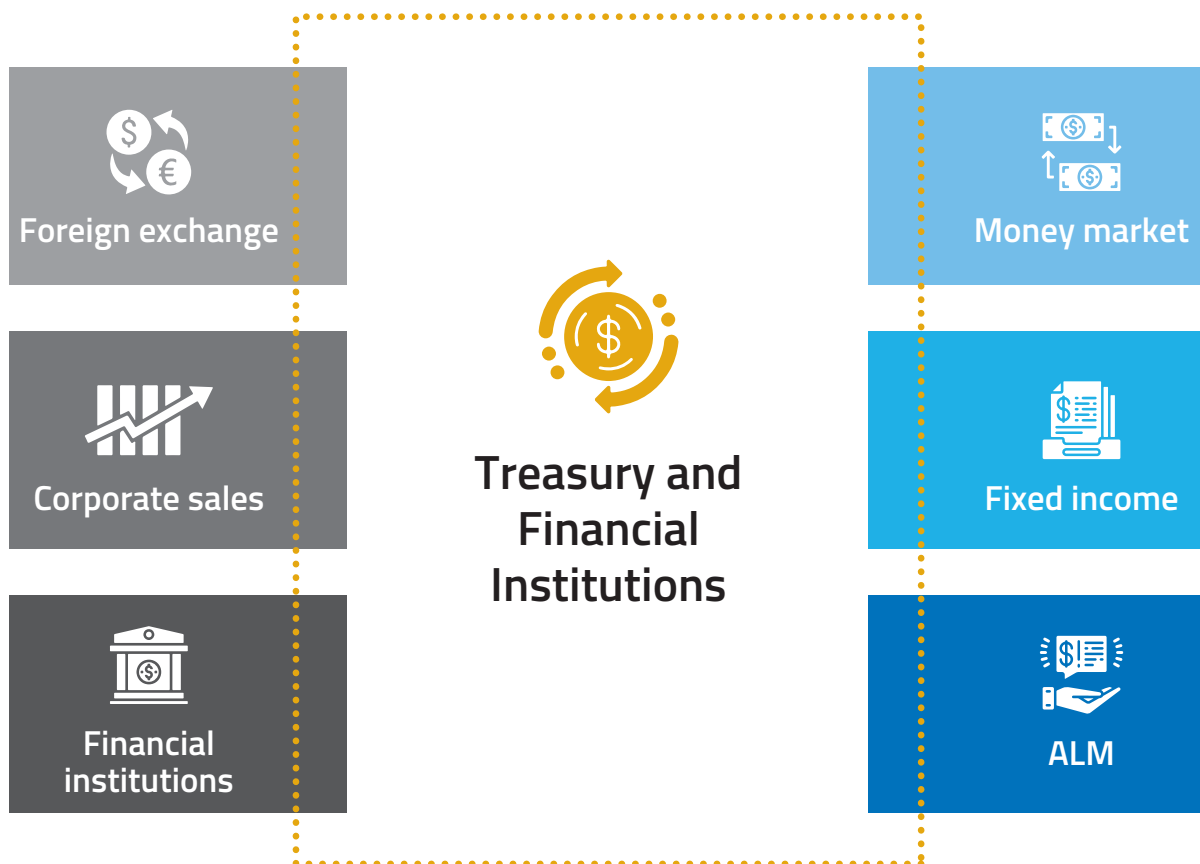 Foreign exchange
Corporate sales
Financial
institutions
Treasury and
Financial
Institutions
Money market
Fixed income
ALM